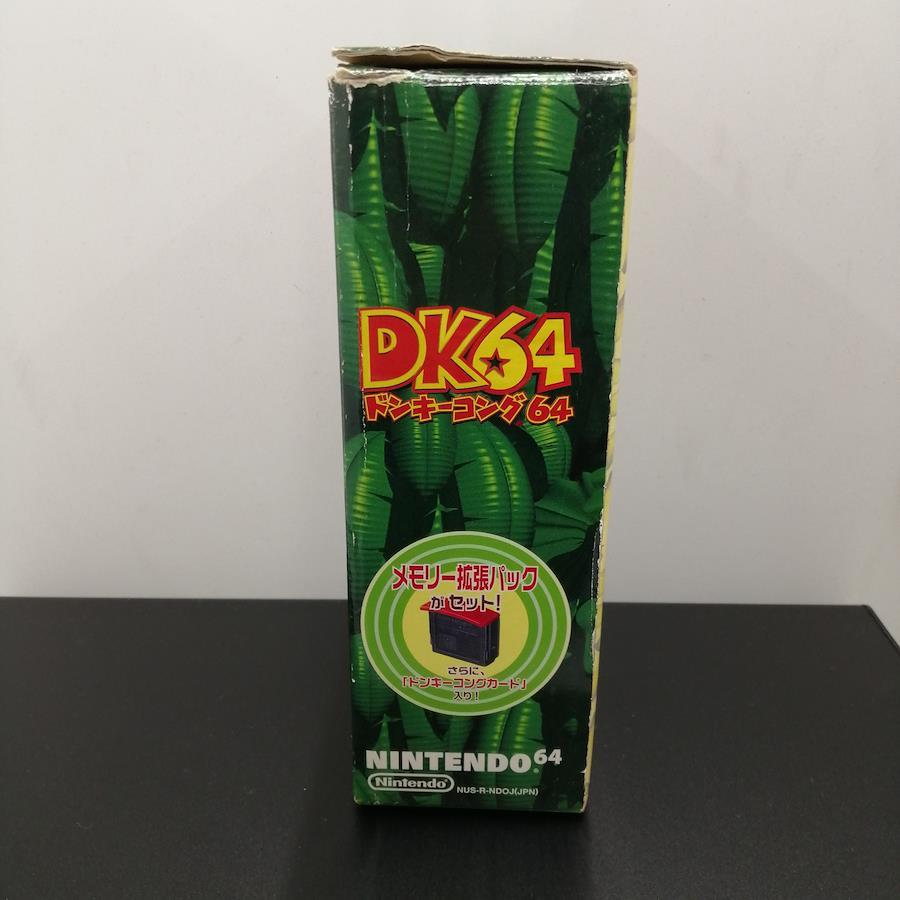 DK64
ドンキーコング64
メモリー拡張パック
がセット!
さらに、
「ドンキーコングカード」
入り!
NINTENDO 64
Nintendo
NUS-R-NDOJ(JPN)